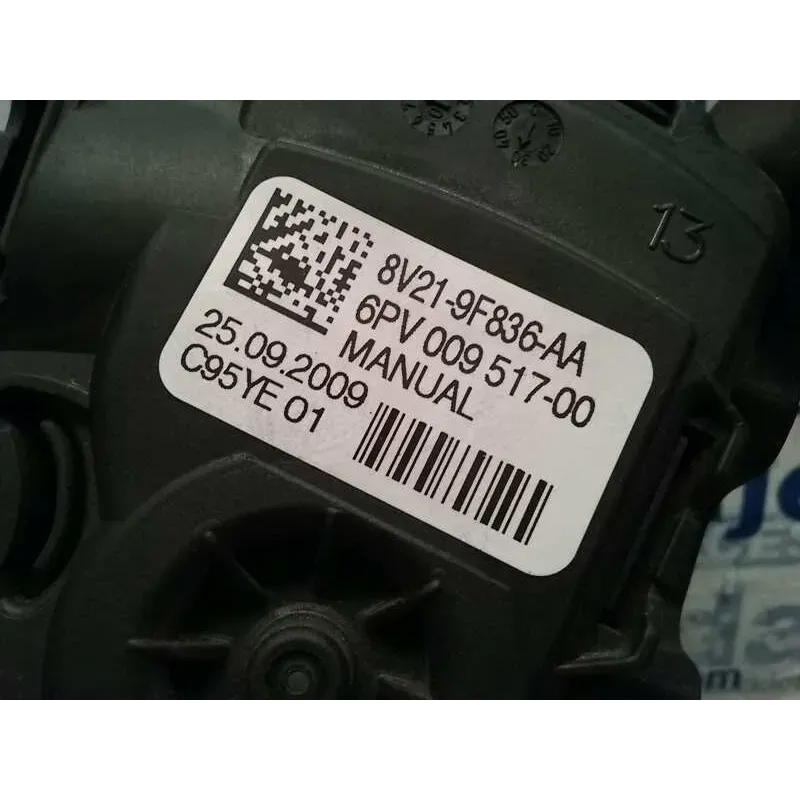 8V21-9F836-AA
6PV 009 517-00
MANUAL
25.09.2009
C95YE 01
13